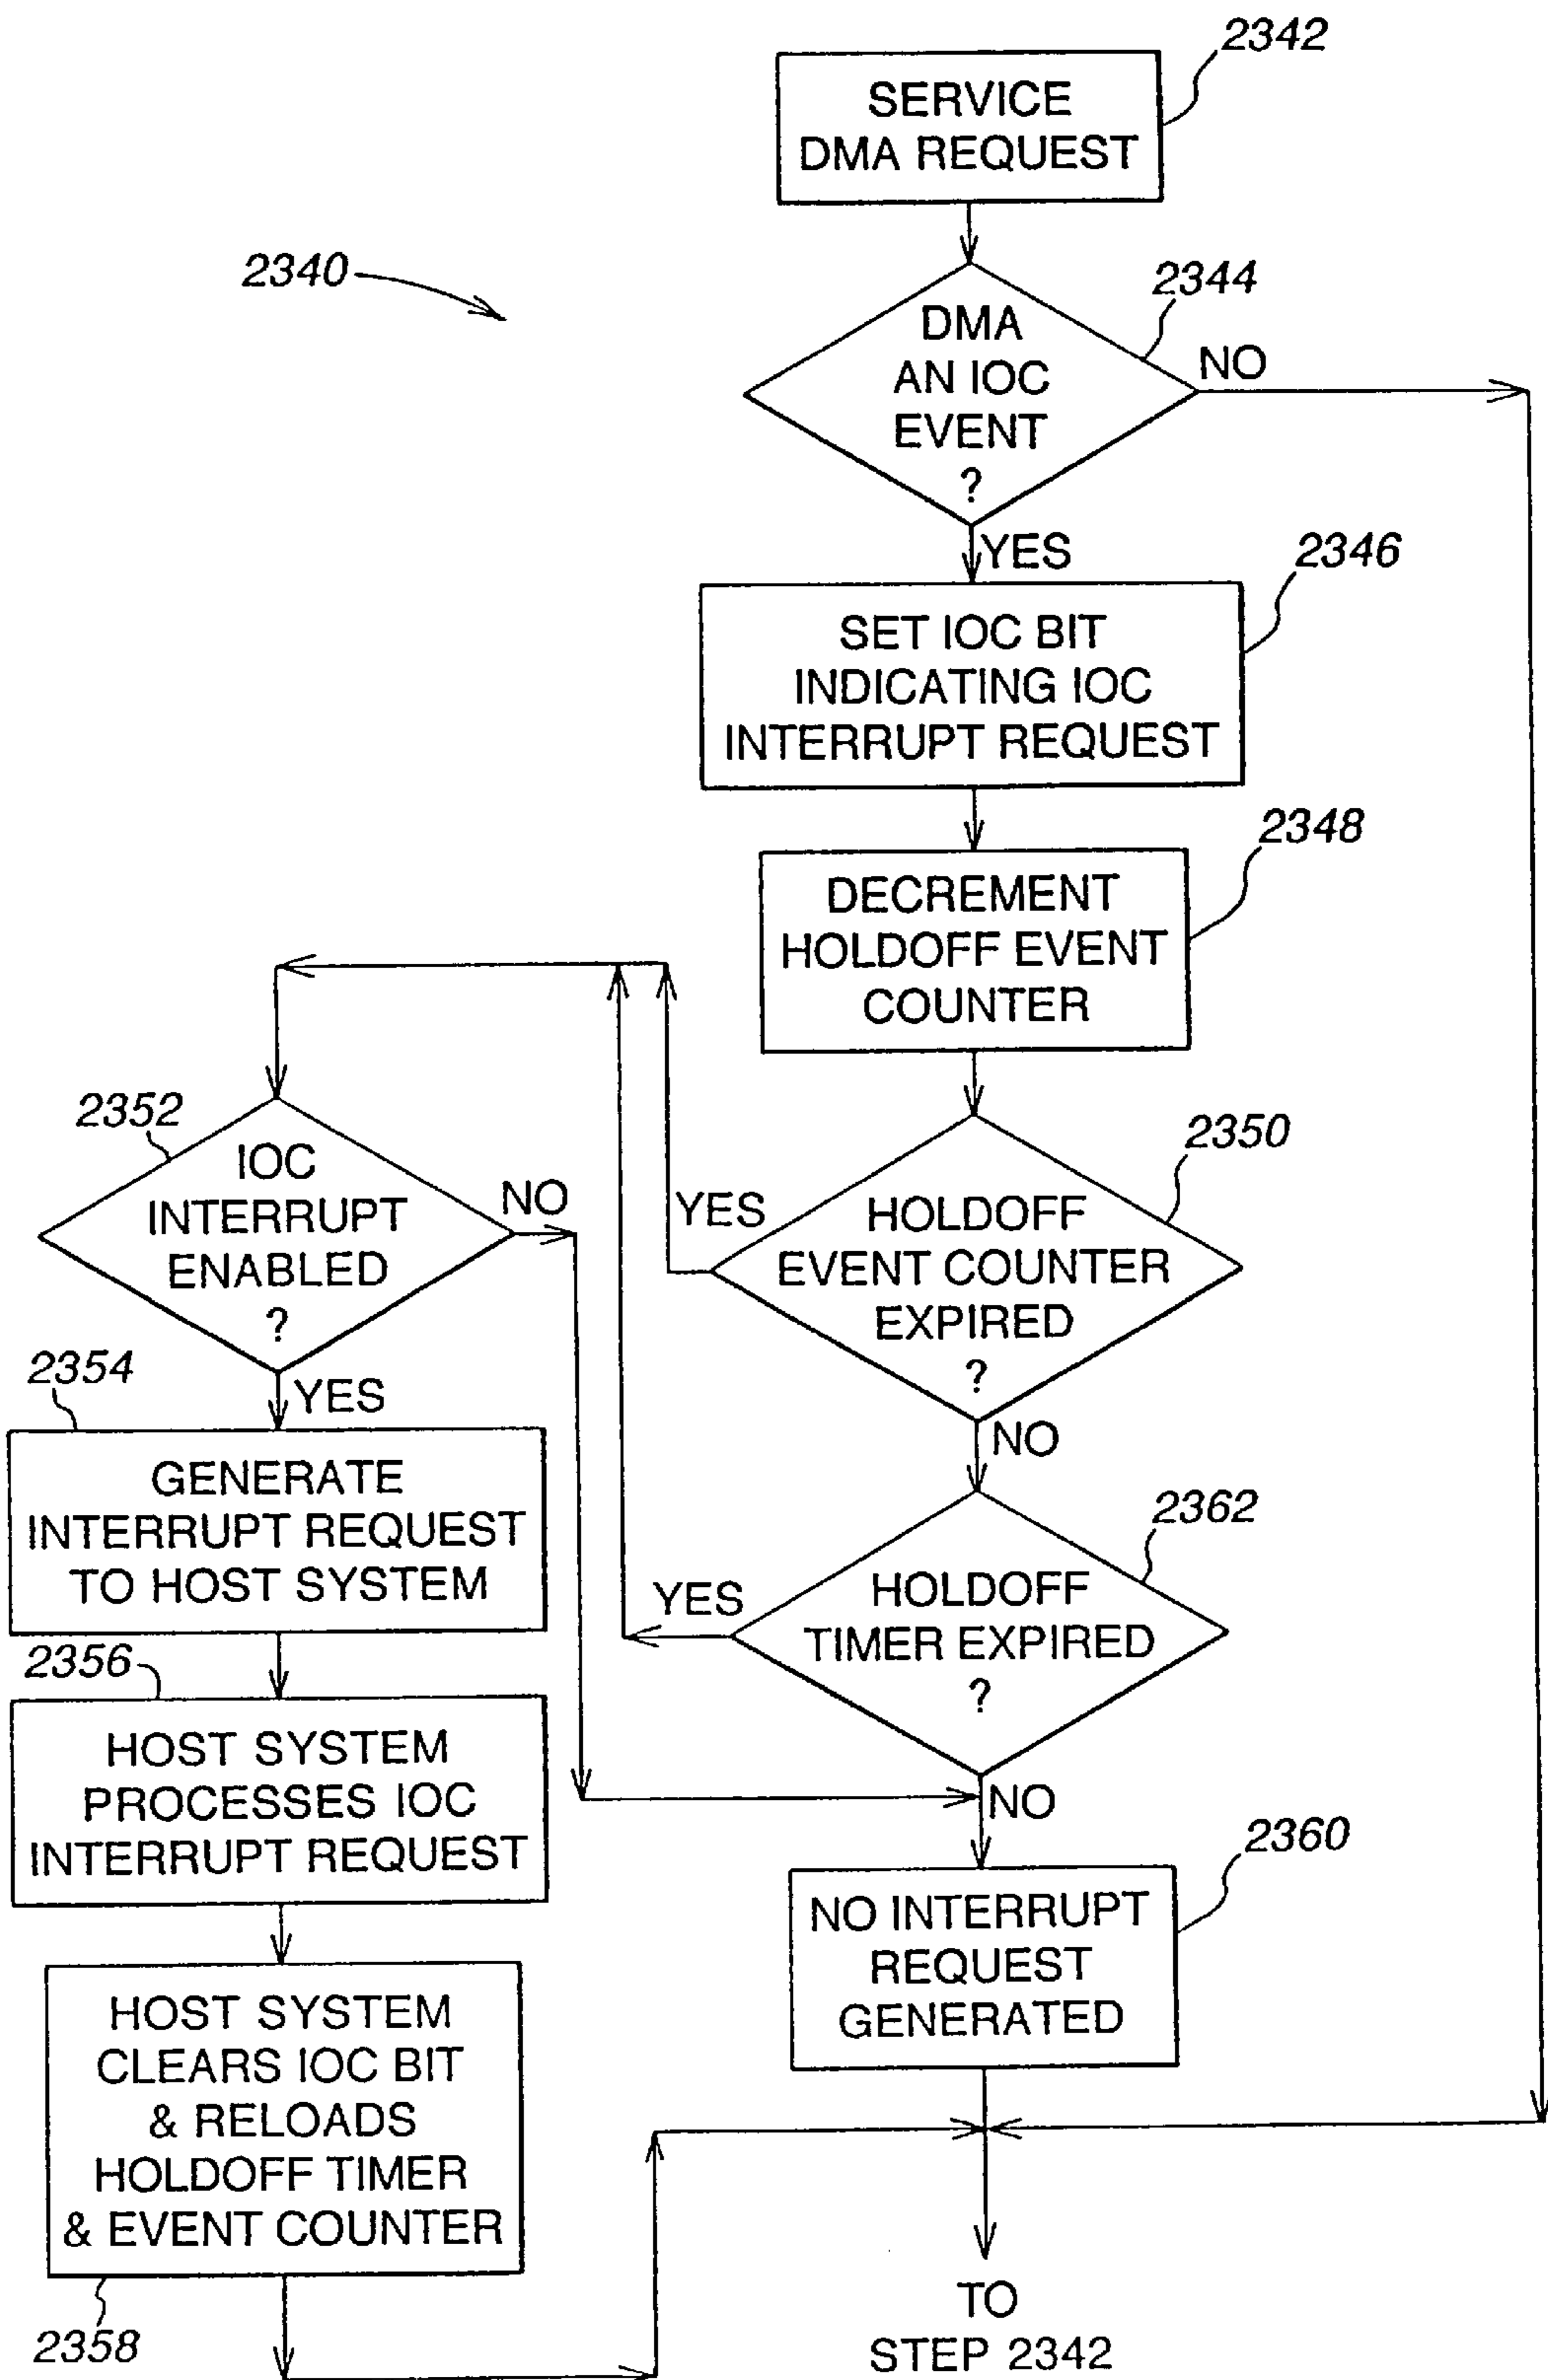 2342
SERVICE
DMA REQUEST
2340
2344
DMA
AN IOC
EVENT
?
NO
YES
2346
SET IOC BIT
INDICATING IOC
INTERRUPT REQUEST
2348
DECREMENT
HOLDOFF EVENT
COUNTER
2350
HOLDOFF
EVENT COUNTER
EXPIRED
?
YES
NO
2352
IOC
INTERRUPT
ENABLED
?
NO
YES
2354
GENERATE
INTERRUPT REQUEST
TO HOST SYSTEM
2356
HOST SYSTEM
PROCESSES IOC
INTERRUPT REQUEST
HOST SYSTEM
CLEARS IOC BIT
& RELOADS
HOLDOFF TIMER
& EVENT COUNTER
2358
2362
HOLDOFF
TIMER EXPIRED
?
YES
NO
2360
NO INTERRUPT
REQUEST
GENERATED
TO
STEP 2342